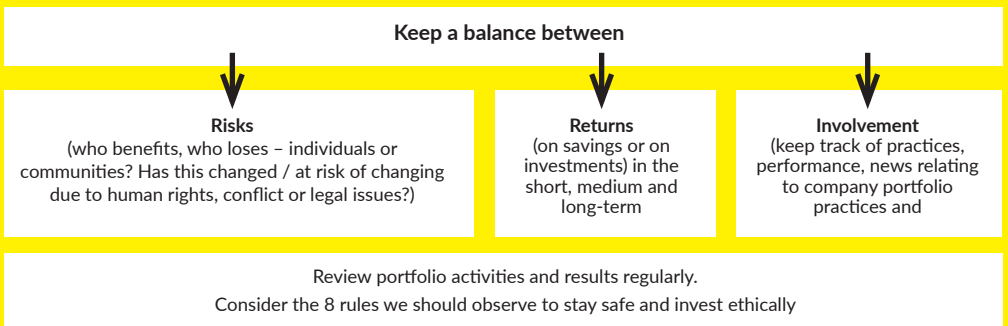 Keep a balance between
Risks
(who benefits, who loses – individuals or
communities? Has this changed / at risk of changing
due to human rights, conflict or legal issues?)
Returns
(on savings or on
investments) in the
short, medium and
long-term
Involvement
(keep track of practices,
performance, news relating
to company portfolio
practices and
Review portfolio activities and results regularly.
Consider the 8 rules we should observe to stay safe and invest ethically